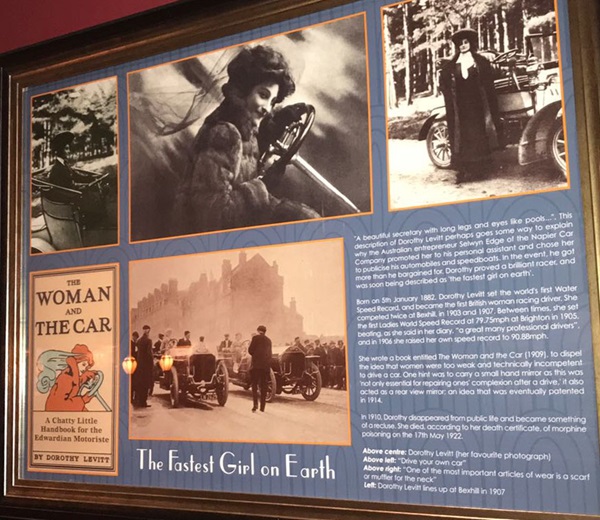 "A beautiful secretary with long legs and eyes like pools...". This
description of Dorothy Levitt perhaps goes some way to explain
why the Australian entrepreneur Selwyn Edge of the Napier Car
Company promoted her to his personal assistant and chose her
to publicise his automobiles and speedboats. In the event, he got
more than he bargained for. Dorothy proved a brilliant racer, and
was soon being described as 'the fastest girl on earth'.
Born on 5th January 1882, Dorothy Levitt set the world's first Water
Speed Record, and became the first British woman racing driver. She
competed twice at Bexhill, in 1903 and 1907. Between times, she set
the first Ladies World Speed Record at 79.75mph at Brighton in 1905,
beating, as she said in her diary, "a great many professional drivers",
and in 1906 she raised her own speed record to 90.88mph.
She wrote a book entitled The Woman and the Car (1909), to dispel
the idea that women were too weak and technically incompetent
to drive a car. One hint was to carry a small hand mirror as this was
'not only essential for repairing ones' complexion after a drive,' it also
acted as a rear view mirror; an idea that was eventually patented
in 1914.
In 1910, Dorothy disappeared from public life and became something
of a recluse. She died, according to her death certificate, of morphine
poisoning on the 17th May 1922.
Above centre: Dorothy Levitt (her favourite photograph)
Above left: "Drive your own car"
Above right: "One of the most important articles of wear is a scarf
or muffler for the neck"
Left: Dorothy Levitt lines up at Bexhill in 1907
THE
WOMAN
AND
THE CAR
A Chatty Little
Handbook for the
Edwardian Motoriste
BY DOROTHY LEVITT
The Fastest Girl on Earth